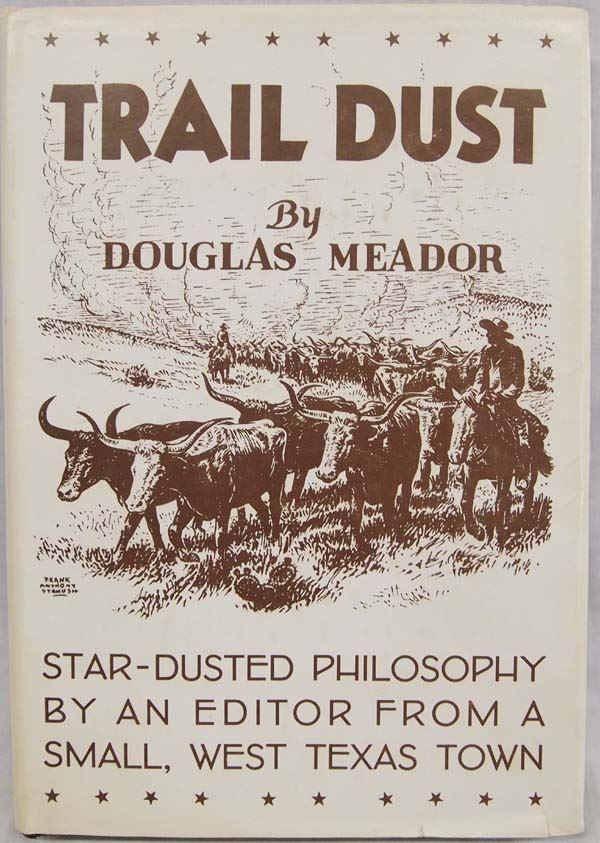 TRAIL DUST
By
DOUGLAS MEADOR
FRANK
ANTHONY
STANUSH
STAR-DUSTED PHILOSOPHY
BY AN EDITOR FROM A
SMALL, WEST TEXAS TOWN